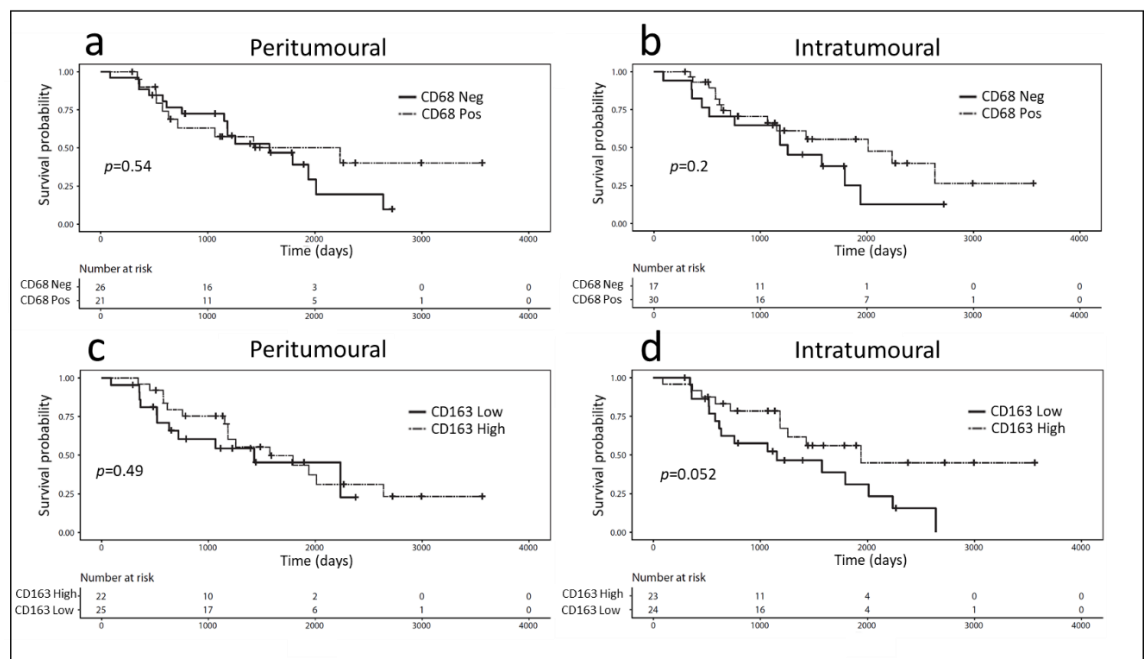 a
Peritumoural
Survival probability
1.00
0.75
0.50
0.25
0.00
CD68 Neg
CD68 Pos
p=0.54
0 1000 2000 3000 4000
Time (days)
Number at risk
CD68 Neg 26 16 3 0 0
CD68 Pos 21 11 5 1 0
0 1000 2000 3000 4000
b
Intratumoural
Survival probability
1.00
0.75
0.50
0.25
0.00
CD68 Neg
CD68 Pos
p=0.2
0 1000 2000 3000 4000
Time (days)
Number at risk
CD68 Neg 17 11 1 0 0
CD68 Pos 30 16 7 1 0
0 1000 2000 3000 4000
c
Peritumoural
Survival probability
1.00
0.75
0.50
0.25
0.00
CD163 Low
CD163 High
p=0.49
0 1000 2000 3000 4000
Time (days)
Number at risk
CD163 High 22 10 2 0 0
CD163 Low 25 17 6 1 0
0 1000 2000 3000 4000
d
Intratumoural
Survival probability
1.00
0.75
0.50
0.25
0.00
CD163 Low
CD163 High
p=0.052
0 1000 2000 3000 4000
Time (days)
Number at risk
CD163 High 23 11 4 0 0
CD163 Low 24 16 4 1 0
0 1000 2000 3000 4000